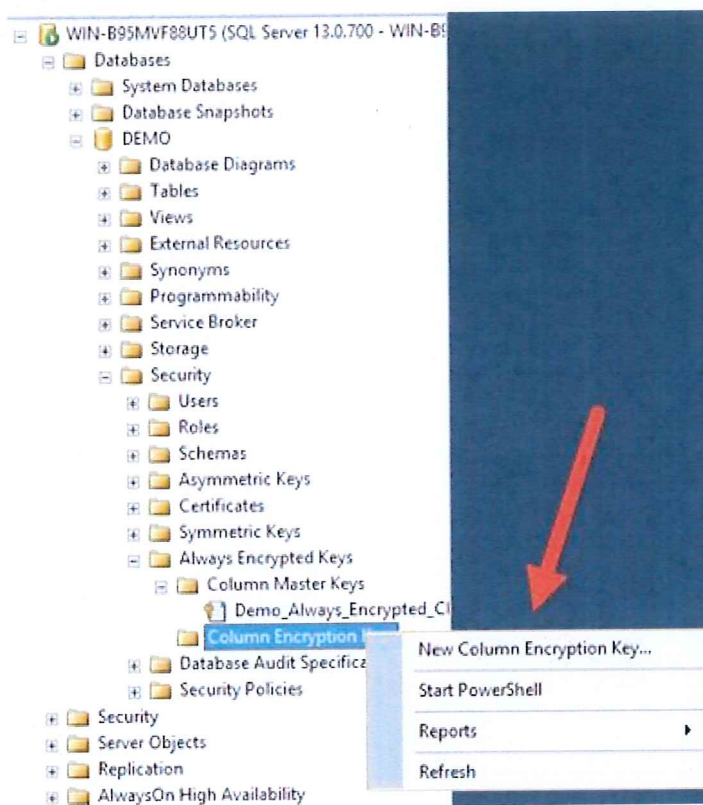 WIN-B95MVF88UT5 (SQL Server 13.0.700 - WIN-B9
Databases
System Databases
Database Snapshots
DEMO
Database Diagrams
Tables
Views
External Resources
Synonyms
Programmability
Service Broker
Storage
Security
Users
Roles
Schemas
Asymmetric Keys
Certificates
Symmetric Keys
Always Encrypted Keys
Column Master Keys
Demo_Always_Encrypted_C
Column Encryption
New Column Encryption Key...
Database Audit Specifica
Start PowerShell
Security Policies
Security
Reports
Server Objects
Replication
Refresh
AlwaysOn High Availability